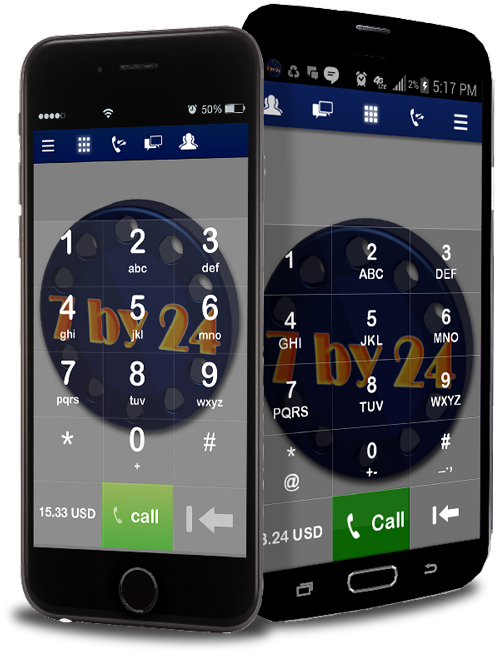 50%
1 2 3
abc def
4 5 6
ghi jkl mno
7 by 24
7 8 9
pqrs tuv wxyz
* 0 #
+
15.33 USD call
2% 5:17 PM
4G
LTE
1 2 3
ABC DEF
4 5 6
GHI JKL MNO
7 by 24
7 8 9
PQRS TUV WXYZ
* 0 #
@ +- _-.,
3.24 USD Call